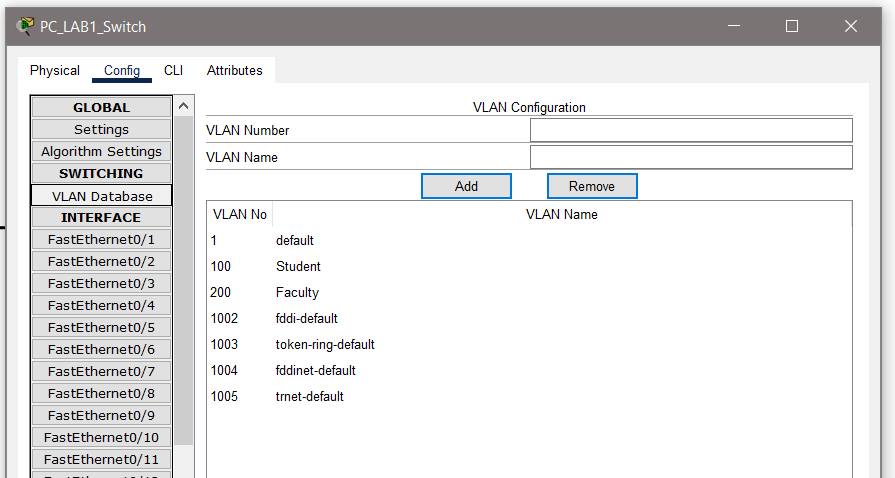 PC_LAB1_Switch
Physical Config CLI Attributes
GLOBAL
Settings
Algorithm Settings
SWITCHING
VLAN Database
INTERFACE
FastEthernet0/1
FastEthernet0/2
FastEthernet0/3
FastEthernet0/4
FastEthernet0/5
FastEthernet0/6
FastEthernet0/7
FastEthernet0/8
FastEthernet0/9
FastEthernet0/10
FastEthernet0/11
VLAN Configuration
VLAN Number
VLAN Name
Add Remove
VLAN No VLAN Name
1 default
100 Student
200 Faculty
1002 fddi-default
1003 token-ring-default
1004 fddinet-default
1005 trnet-default